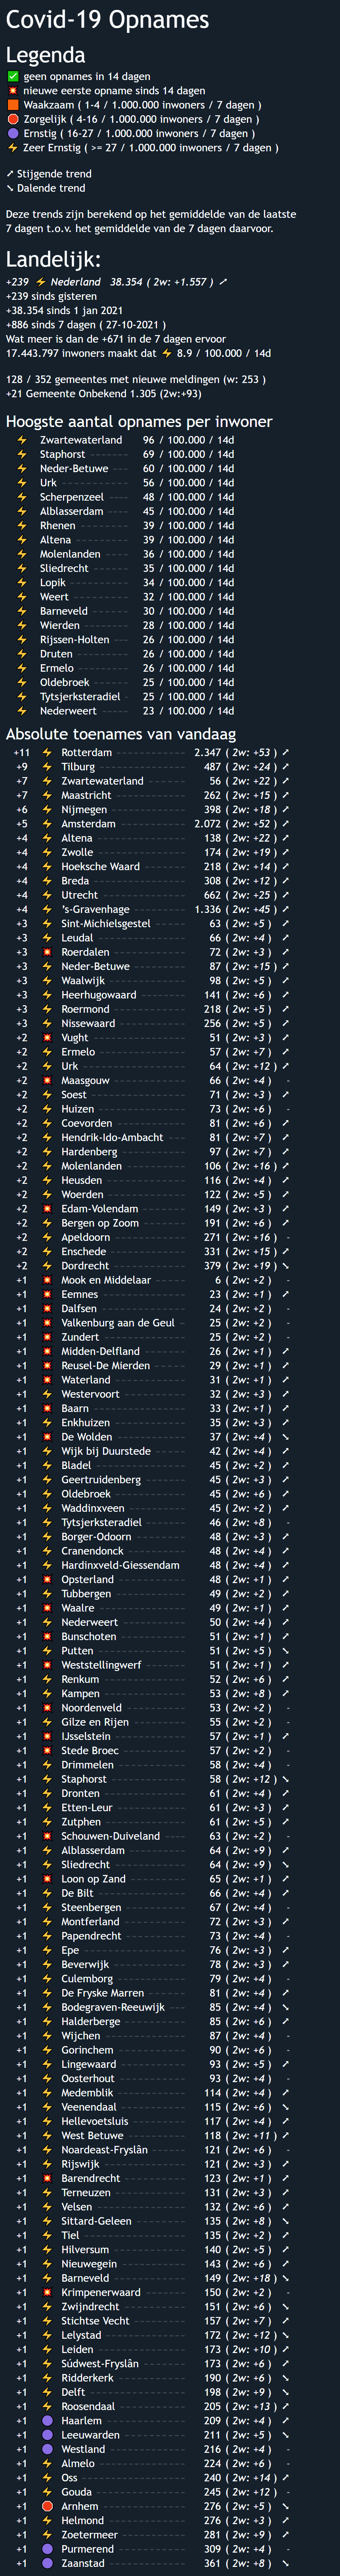 Covid-19 Opnames
Legenda
✅ geen opnames in 14 dagen
💥 nieuwe eerste opname sinds 14 dagen
🟧 Waakzaam ( 1-4 / 1.000.000 inwoners / 7 dagen )
🛑 Zorgelijk ( 4-16 / 1.000.000 inwoners / 7 dagen )
🟣 Ernstig ( 16-27 / 1.000.000 inwoners / 7 dagen )
⚡ Zeer Ernstig ( >= 27 / 1.000.000 inwoners / 7 dagen )
⤤ Stijgende trend
⤥ Dalende trend
Deze trends zijn berekend op het gemiddelde van de laatste
7 dagen t.o.v. het gemiddelde van de 7 dagen daarvoor.
Landelijk:
+239 ⚡ Nederland 38.354 ( 2w: +1.557 ) ⤤
+239 sinds gisteren
+38.354 sinds 1 jan 2021
+886 sinds 7 dagen ( 27-10-2021 )
Wat meer is dan de +671 in de 7 dagen ervoor
17.443.797 inwoners maakt dat ⚡ 8.9 / 100.000 / 14d
128 / 352 gemeentes met nieuwe meldingen (w: 253 )
+21 Gemeente Onbekend 1.305 (2w:+93)
Hoogste aantal opnames per inwoner
⚡ Zwartewaterland 96 / 100.000 / 14d
⚡ Staphorst 69 / 100.000 / 14d
⚡ Neder-Betuwe 60 / 100.000 / 14d
⚡ Urk 56 / 100.000 / 14d
⚡ Scherpenzeel 48 / 100.000 / 14d
⚡ Alblasserdam 45 / 100.000 / 14d
⚡ Rhenen 39 / 100.000 / 14d
⚡ Altena 39 / 100.000 / 14d
⚡ Molenlanden 36 / 100.000 / 14d
⚡ Sliedrecht 35 / 100.000 / 14d
⚡ Lopik 34 / 100.000 / 14d
⚡ Weert 32 / 100.000 / 14d
⚡ Barneveld 30 / 100.000 / 14d
⚡ Wierden 28 / 100.000 / 14d
⚡ Rijssen-Holten 26 / 100.000 / 14d
⚡ Druten 26 / 100.000 / 14d
⚡ Ermelo 26 / 100.000 / 14d
⚡ Oldebroek 25 / 100.000 / 14d
⚡ Tytsjerksteradiel 25 / 100.000 / 14d
⚡ Nederweert 23 / 100.000 / 14d
Absolute toenames van vandaag
+11 ⚡ Rotterdam 2.347 ( 2w: +53 ) ⤤
+9 ⚡ Tilburg 487 ( 2w: +24 ) ⤤
+7 ⚡ Zwartewaterland 56 ( 2w: +22 ) ⤤
+7 ⚡ Maastricht 262 ( 2w: +15 ) ⤤
+6 ⚡ Nijmegen 398 ( 2w: +18 ) ⤤
+5 ⚡ Amsterdam 2.072 ( 2w: +52 ) ⤤
+4 ⚡ Altena 138 ( 2w: +22 ) ⤤
+4 ⚡ Zwolle 174 ( 2w: +19 ) ⤤
+4 ⚡ Hoeksche Waard 218 ( 2w: +14 ) ⤤
+4 ⚡ Breda 308 ( 2w: +12 ) ⤤
+4 ⚡ Utrecht 662 ( 2w: +25 ) ⤤
+4 ⚡ 's-Gravenhage 1.336 ( 2w: +45 ) ⤤
+3 ⚡ Sint-Michielsgestel 63 ( 2w: +5 ) ⤤
+3 ⚡ Leudal 66 ( 2w: +4 ) ⤤
+3 💥 Roerdalen 72 ( 2w: +3 ) ⤤
+3 ⚡ Neder-Betuwe 87 ( 2w: +15 ) ⤤
+3 ⚡ Waalwijk 98 ( 2w: +5 ) ⤤
+3 ⚡ Heerhugowaard 141 ( 2w: +6 ) ⤤
+3 ⚡ Roermond 218 ( 2w: +5 ) ⤤
+3 ⚡ Nissewaard 256 ( 2w: +5 ) ⤤
+2 💥 Vught 51 ( 2w: +3 ) ⤤
+2 ⚡ Ermelo 57 ( 2w: +7 ) ⤤
+2 ⚡ Urk 64 ( 2w: +12 ) ⤤
+2 💥 Maasgouw 66 ( 2w: +4 ) -
+2 ⚡ Soest 71 ( 2w: +3 ) ⤤
+2 ⚡ Huizen 73 ( 2w: +6 ) -
+2 ⚡ Coevorden 81 ( 2w: +6 ) ⤤
+2 ⚡ Hendrik-Ido-Ambacht 81 ( 2w: +7 ) ⤤
+2 ⚡ Hardenberg 97 ( 2w: +7 ) ⤤
+2 ⚡ Molenlanden 106 ( 2w: +16 ) ⤤
+2 ⚡ Heusden 116 ( 2w: +4 ) ⤤
+2 ⚡ Woerden 122 ( 2w: +5 ) ⤤
+2 💥 Edam-Volendam 149 ( 2w: +3 ) ⤤
+2 ⚡ Bergen op Zoom 191 ( 2w: +6 ) ⤤
+2 ⚡ Apeldoorn 271 ( 2w: +16 ) -
+2 ⚡ Enschede 331 ( 2w: +15 ) ⤤
+2 ⚡ Dordrecht 379 ( 2w: +19 ) ⤥
+1 💥 Mook en Middelaar 6 ( 2w: +2 ) -
+1 💥 Eemnes 23 ( 2w: +1 ) ⤤
+1 💥 Dalfsen 24 ( 2w: +2 ) -
+1 💥 Valkenburg aan de Geul 25 ( 2w: +2 ) -
+1 💥 Zundert 25 ( 2w: +2 ) -
+1 💥 Midden-Delfland 26 ( 2w: +1 ) ⤤
+1 💥 Reusel-De Mierden 29 ( 2w: +1 ) ⤤
+1 💥 Waterland 31 ( 2w: +1 ) ⤤
+1 ⚡ Westervoort 32 ( 2w: +3 ) ⤤
+1 💥 Baarn 33 ( 2w: +1 ) ⤤
+1 ⚡ Enkhuizen 35 ( 2w: +3 ) ⤤
+1 💥 De Wolden 37 ( 2w: +4 ) ⤥
+1 ⚡ Wijk bij Duurstede 42 ( 2w: +4 ) ⤤
+1 ⚡ Bladel 45 ( 2w: +2 ) ⤤
+1 ⚡ Geertruidenberg 45 ( 2w: +3 ) ⤤
+1 ⚡ Oldebroek 45 ( 2w: +6 ) ⤤
+1 ⚡ Waddinxveen 45 ( 2w: +2 ) ⤤
+1 ⚡ Tytsjerksteradiel 46 ( 2w: +8 ) -
+1 ⚡ Borger-Odoorn 48 ( 2w: +3 ) ⤤
+1 ⚡ Cranendonck 48 ( 2w: +4 ) ⤤
+1 ⚡ Hardinxveld-Giessendam 48 ( 2w: +4 ) ⤤
+1 💥 Opsterland 48 ( 2w: +1 ) ⤤
+1 ⚡ Tubbergen 49 ( 2w: +2 ) ⤤
+1 💥 Waalre 49 ( 2w: +1 ) ⤤
+1 ⚡ Nederweert 50 ( 2w: +4 ) ⤤
+1 💥 Bunschoten 51 ( 2w: +1 ) ⤤
+1 ⚡ Putten 51 ( 2w: +5 ) ⤥
+1 💥 Weststellingwerf 51 ( 2w: +1 ) ⤤
+1 ⚡ Renkum 52 ( 2w: +6 ) ⤤
+1 ⚡ Kampen 53 ( 2w: +8 ) ⤤
+1 💥 Noordenveld 53 ( 2w: +2 ) -
+1 ⚡ Gilze en Rijen 55 ( 2w: +2 ) -
+1 💥 IJsselstein 57 ( 2w: +1 ) ⤤
+1 💥 Stede Broec 57 ( 2w: +2 ) -
+1 ⚡ Drimmelen 58 ( 2w: +4 ) -
+1 ⚡ Staphorst 58 ( 2w: +12 ) ⤥
+1 ⚡ Dronten 61 ( 2w: +4 ) ⤤
+1 ⚡ Etten-Leur 61 ( 2w: +3 ) ⤤
+1 ⚡ Zutphen 61 ( 2w: +5 ) ⤤
+1 💥 Schouwen-Duiveland 63 ( 2w: +2 ) -
+1 ⚡ Alblasserdam 64 ( 2w: +9 ) ⤤
+1 ⚡ Sliedrecht 64 ( 2w: +9 ) ⤥
+1 💥 Loon op Zand 65 ( 2w: +1 ) ⤤
+1 ⚡ De Bilt 66 ( 2w: +4 ) ⤤
+1 ⚡ Steenbergen 67 ( 2w: +4 ) -
+1 ⚡ Montferland 72 ( 2w: +3 ) ⤤
+1 ⚡ Papendrecht 73 ( 2w: +4 ) -
+1 ⚡ Epe 76 ( 2w: +3 ) ⤤
+1 ⚡ Beverwijk 78 ( 2w: +3 ) ⤤
+1 ⚡ Culemborg 79 ( 2w: +4 ) -
+1 ⚡ De Fryske Marren 81 ( 2w: +4 ) ⤤
+1 ⚡ Bodegraven-Reeuwijk 85 ( 2w: +4 ) ⤥
+1 ⚡ Halderberge 85 ( 2w: +6 ) ⤤
+1 ⚡ Wijchen 87 ( 2w: +4 ) -
+1 ⚡ Gorinchem 90 ( 2w: +6 ) -
+1 ⚡ Lingewaard 93 ( 2w: +5 ) ⤤
+1 ⚡ Oosterhout 93 ( 2w: +4 ) -
+1 ⚡ Medemblik 114 ( 2w: +4 ) ⤤
+1 ⚡ Veenendaal 115 ( 2w: +6 ) ⤥
+1 ⚡ Hellevoetsluis 117 ( 2w: +4 ) ⤤
+1 ⚡ West Betuwe 118 ( 2w: +11 ) ⤤
+1 ⚡ Noardeast-Fryslân 121 ( 2w: +6 ) -
+1 ⚡ Rijswijk 121 ( 2w: +3 ) ⤤
+1 💥 Barendrecht 123 ( 2w: +1 ) ⤤
+1 ⚡ Terneuzen 131 ( 2w: +3 ) ⤤
+1 ⚡ Velsen 132 ( 2w: +6 ) ⤤
+1 ⚡ Sittard-Geleen 135 ( 2w: +8 ) ⤥
+1 ⚡ Tiel 135 ( 2w: +2 ) ⤤
+1 ⚡ Hilversum 140 ( 2w: +5 ) ⤤
+1 ⚡ Nieuwegein 143 ( 2w: +6 ) ⤤
+1 ⚡ Barneveld 149 ( 2w: +18 ) ⤥
+1 💥 Krimpenerwaard 150 ( 2w: +2 ) -
+1 ⚡ Zwijndrecht 151 ( 2w: +6 ) ⤥
+1 ⚡ Stichtse Vecht 157 ( 2w: +7 ) ⤤
+1 ⚡ Lelystad 172 ( 2w: +12 ) ⤥
+1 ⚡ Leiden 173 ( 2w: +10 ) ⤤
+1 ⚡ Súdwest-Fryslân 173 ( 2w: +6 ) ⤤
+1 ⚡ Ridderkerk 190 ( 2w: +6 ) ⤥
+1 ⚡ Delft 198 ( 2w: +9 ) ⤥
+1 ⚡ Roosendaal 205 ( 2w: +13 ) ⤤
+1 🟣 Haarlem 209 ( 2w: +4 ) ⤤
+1 🟣 Leeuwarden 211 ( 2w: +5 ) ⤥
+1 🟣 Westland 216 ( 2w: +4 ) -
+1 ⚡ Almelo 224 ( 2w: +6 ) -
+1 ⚡ Oss 240 ( 2w: +14 ) ⤤
+1 ⚡ Gouda 245 ( 2w: +12 ) -
+1 🛑 Arnhem 276 ( 2w: +5 ) ⤥
+1 ⚡ Helmond 276 ( 2w: +3 ) ⤤
+1 ⚡ Zoetermeer 281 ( 2w: +9 ) ⤤
+1 🟣 Purmerend 309 ( 2w: +4 ) -
+1 🟣 Zaanstad 361 ( 2w: +8 ) ⤥